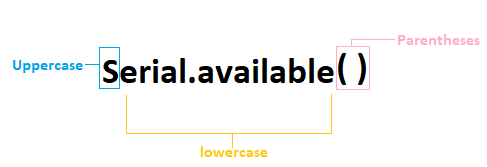 Parentheses
Uppercase
Serial.available( )
lowercase